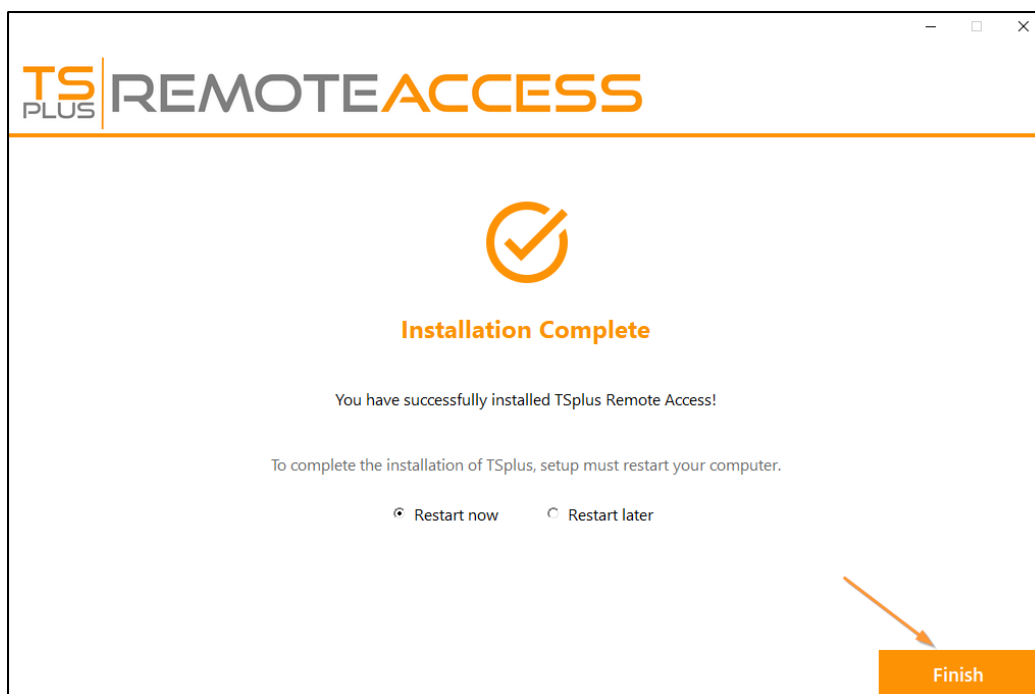 TS PLUS REMOTEACCESS
Installation Complete
You have successfully installed TSplus Remote Access!
To complete the installation of TSplus, setup must restart your computer.
Restart now Restart later
Finish